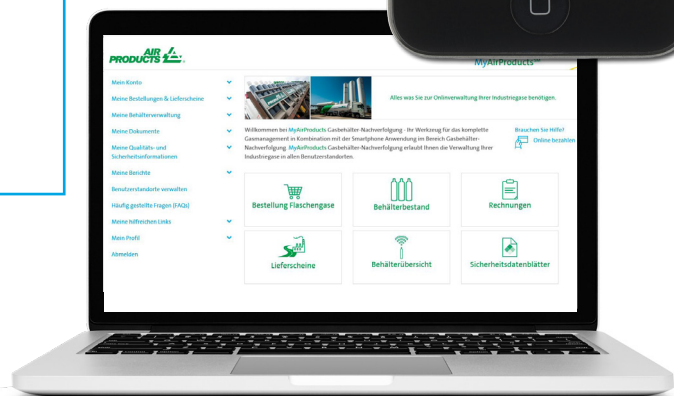 AIR
PRODUCTS
MyAirProducts℠
Mein Konto
Meine Bestellungen & Lieferscheine
Meine Behälterverwaltung
Meine Dokumente
Meine Qualitäts- und
Sicherheitsinformationen
Meine Berichte
Benutzerstandorte verwalten
Häufig gestellte Fragen (FAQs)
Meine hilfreichen Links
Mein Profil
Abmelden
Alles was Sie zur Onlinverwaltung Ihrer Industriegase benötigen.
Willkommen bei MyAirProducts Gasbehälter-Nachverfolgung - Ihr Werkzeug für das komplette
Gasmanagement in Kombination mit der Smartphone Anwendung im Bereich Gasbehälter-
Nachverfolgung. MyAirProducts Gasbehälter-Nachverfolgung erlaubt Ihnen die Verwaltung Ihrer
Industriegase in allen Benutzerstandorten.
Brauchen Sie Hilfe?
Online bezahlen
Bestellung Flaschengase
Behälterbestand
Rechnungen
Lieferscheine
Behälterübersicht
Sicherheitsdatenblätter